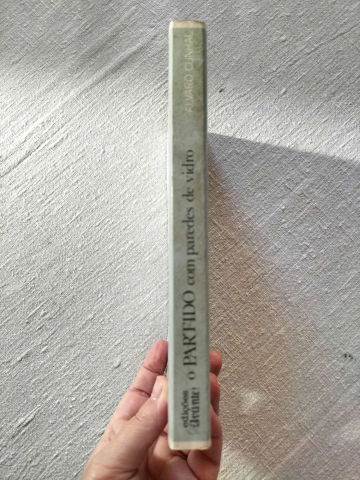 ÁLVARO CUNHAL
o PARTIDO com paredes de vidro
edições
avante!